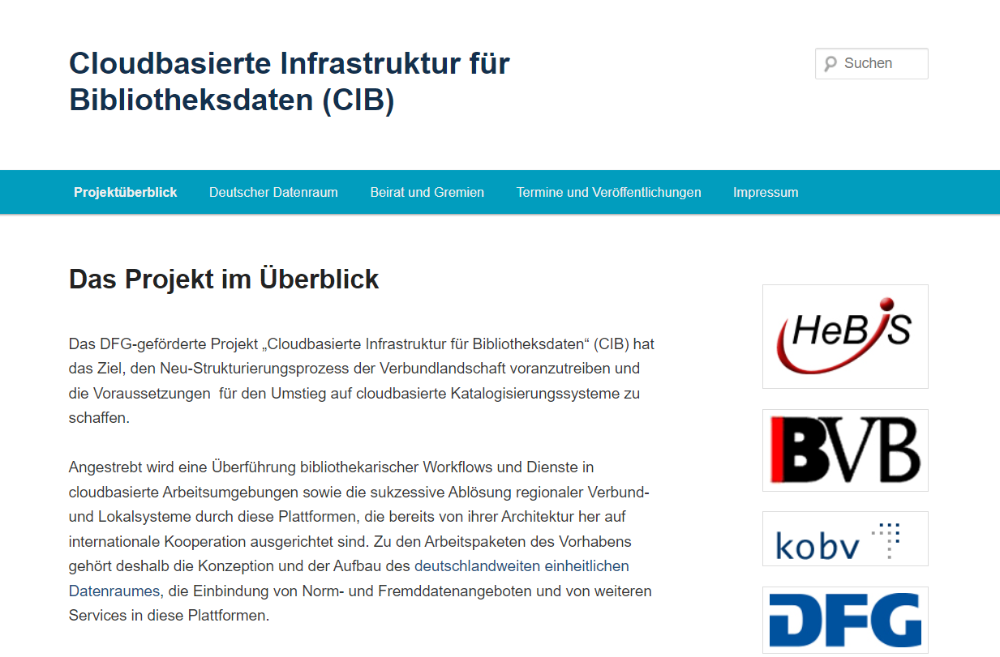 Cloudbasierte Infrastruktur für
Bibliotheksdaten (CIB)
Suchen
Projektüberblick Deutscher Datenraum Beirat und Gremien Termine und Veröffentlichungen Impressum
Das Projekt im Überblick
Das DFG-geförderte Projekt „Cloudbasierte Infrastruktur für Bibliotheksdaten“ (CIB) hat
das Ziel, den Neu-Strukturierungsprozess der Verbundlandschaft voranzutreiben und
die Voraussetzungen  für den Umstieg auf cloudbasierte Katalogisierungssysteme zu
schaffen.
Angestrebt wird eine Überführung bibliothekarischer Workflows und Dienste in
cloudbasierte Arbeitsumgebungen sowie die sukzessive Ablösung regionaler Verbund-
und Lokalsysteme durch diese Plattformen, die bereits von ihrer Architektur her auf
internationale Kooperation ausgerichtet sind. Zu den Arbeitspaketen des Vorhabens
gehört deshalb die Konzeption und der Aufbau des deutschlandweiten einheitlichen
Datenraumes, die Einbindung von Norm- und Fremddatenangeboten und von weiteren
Services in diese Plattformen.
HeBIS
BVB
kobv
DFG